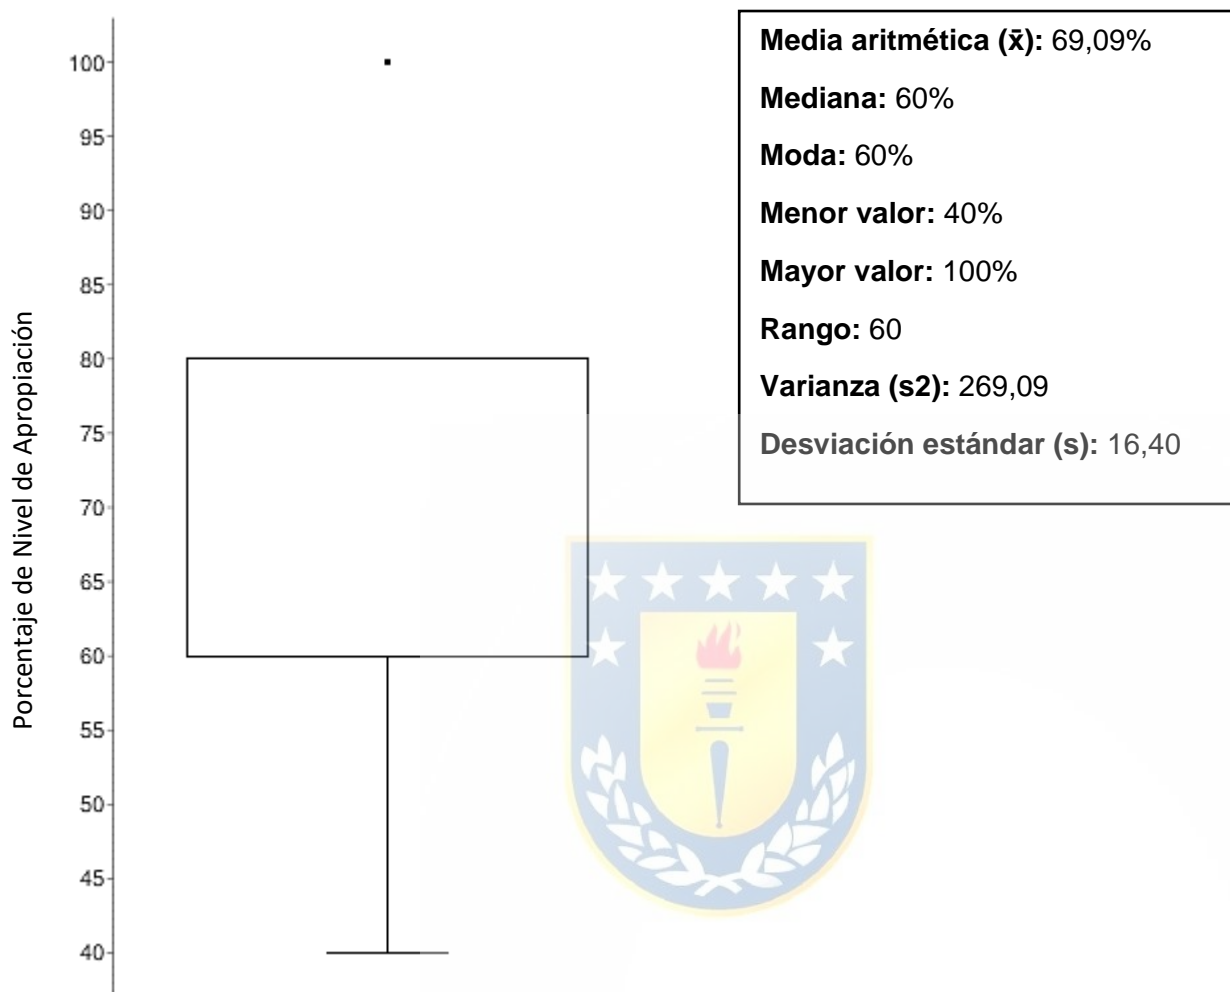 Media aritmética (x̄): 69,09%
Mediana: 60%
Moda: 60%
Menor valor: 40%
Mayor valor: 100%
Rango: 60
Varianza (s2): 269,09
Desviación estándar (s): 16,40
Porcentaje de Nivel de Apropiación
100
95
90
85
80
75
70
65
60
55
50
45
40